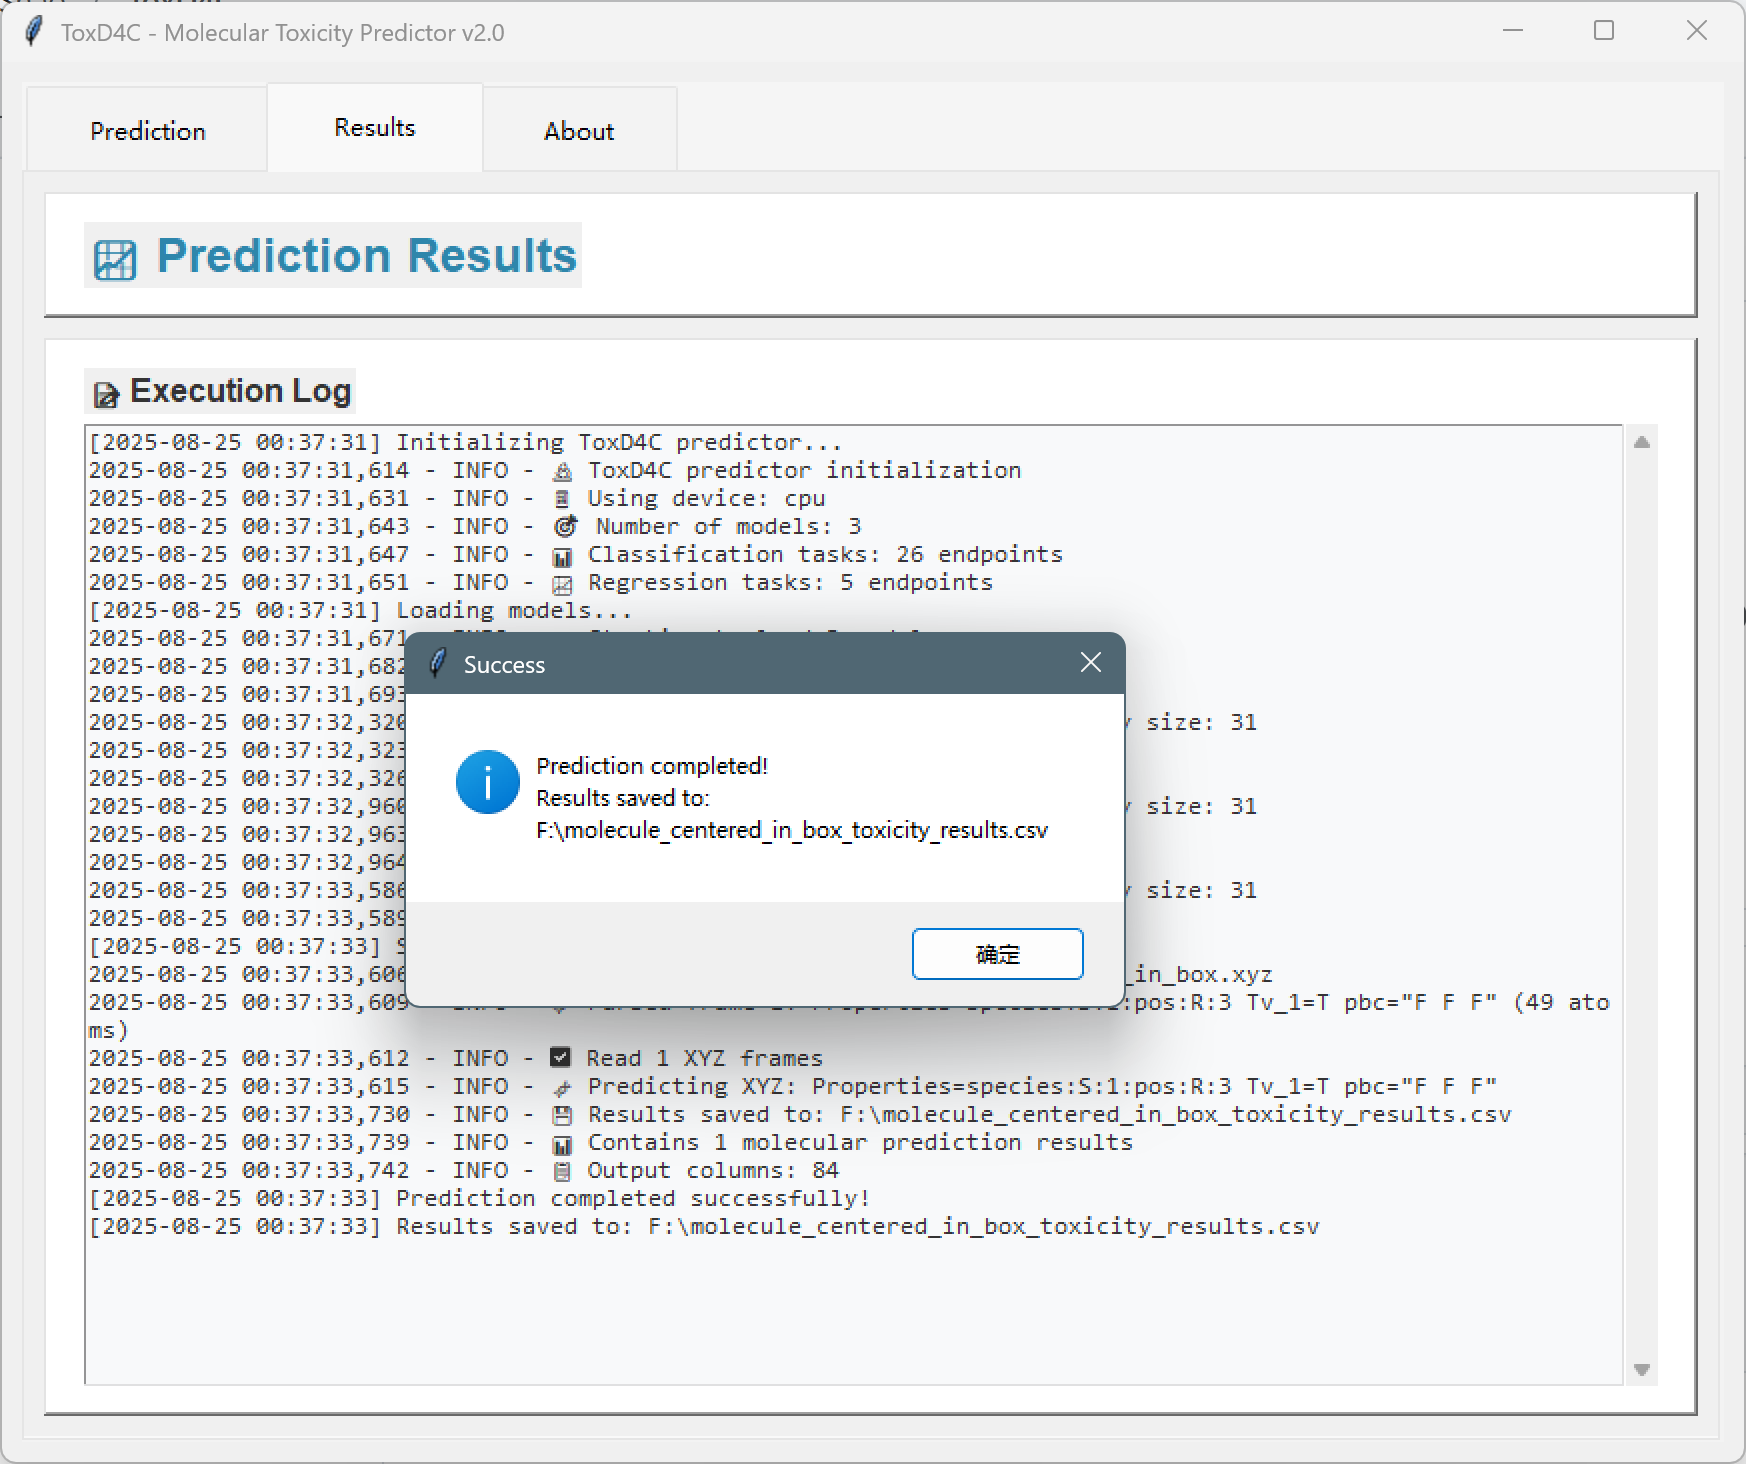 ToxD4C - Molecular Toxicity Predictor v2.0
Prediction
Results
About
Prediction Results
Execution Log
[2025-08-25 00:37:31] Initializing ToxD4C predictor...
2025-08-25 00:37:31,614 - INFO - ToxD4C predictor initialization
2025-08-25 00:37:31,631 - INFO - Using device: cpu
2025-08-25 00:37:31,643 - INFO - Number of models: 3
2025-08-25 00:37:31,647 - INFO - Classification tasks: 26 endpoints
2025-08-25 00:37:31,651 - INFO - Regression tasks: 5 endpoints
[2025-08-25 00:37:31] Loading models...
2025-08-25 00:37:31,671
2025-08-25 00:37:31,682
2025-08-25 00:37:31,693
2025-08-25 00:37:32,320 size: 31
2025-08-25 00:37:32,323
2025-08-25 00:37:32,326
2025-08-25 00:37:32,960 size: 31
2025-08-25 00:37:32,963
2025-08-25 00:37:32,964
2025-08-25 00:37:33,586 size: 31
2025-08-25 00:37:33,589
[2025-08-25 00:37:33]
2025-08-25 00:37:33,606 _in_box.xyz
2025-08-25 00:37:33,609 :pos:R:3 Tv_1=T pbc="F F F" (49 ato
ms)
2025-08-25 00:37:33,612 - INFO - Read 1 XYZ frames
2025-08-25 00:37:33,615 - INFO - Predicting XYZ: Properties=species:S:1:pos:R:3 Tv_1=T pbc="F F F"
2025-08-25 00:37:33,730 - INFO - Results saved to: F:\molecule_centered_in_box_toxicity_results.csv
2025-08-25 00:37:33,739 - INFO - Contains 1 molecular prediction results
2025-08-25 00:37:33,742 - INFO - Output columns: 84
[2025-08-25 00:37:33] Prediction completed successfully!
[2025-08-25 00:37:33] Results saved to: F:\molecule_centered_in_box_toxicity_results.csv
Success
Prediction completed!
Results saved to:
F:\molecule_centered_in_box_toxicity_results.csv
确定